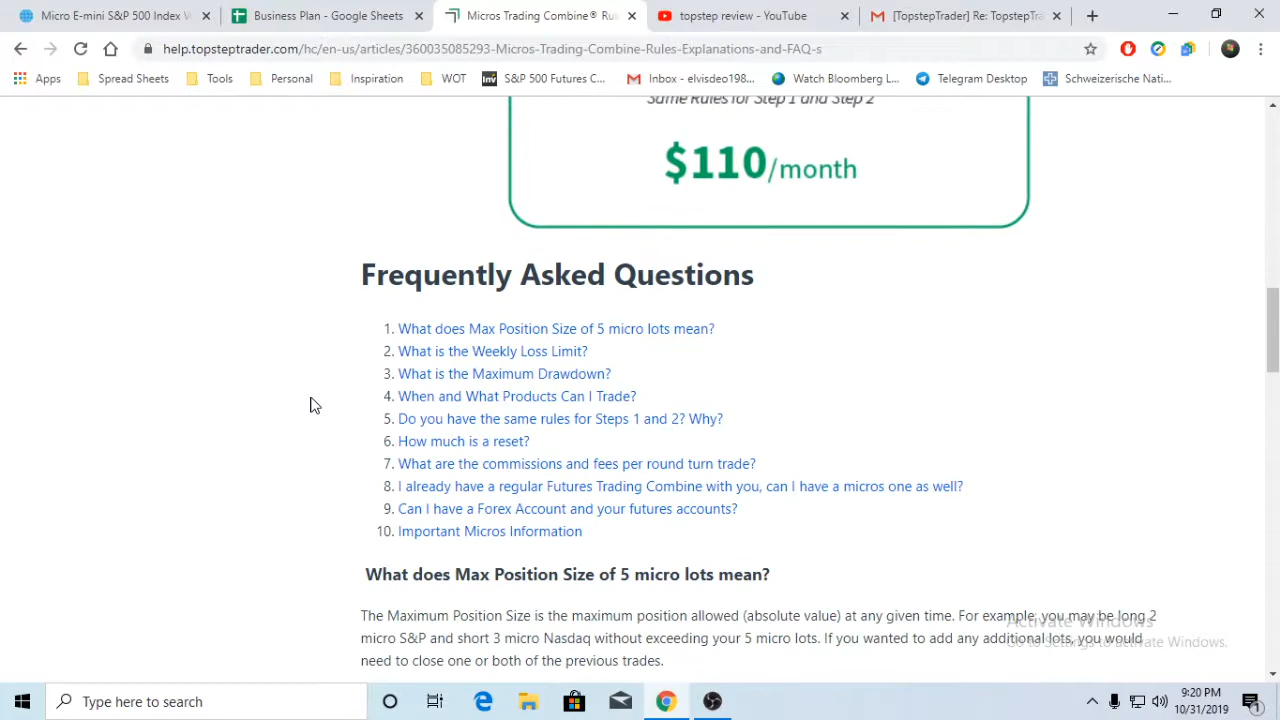 Micro E-mini S&P 500 Index \
Business Plan - Google Sheets
Micros Trading Combine® Rul
topstep review - YouTube
[TopstepTrader] Re: TopstepTra
help.topsteptrader.com/hc/en-us/articles/360035085293-Micros-Trading-Combine-Rules-Explanations-and-FAQ-s
Apps
Spread Sheets
Tools
Personal
Inspiration
WOT
S&P 500 Futures C...
Inbox - elvisdec198...
Watch Bloomberg L...
Telegram Desktop
Schweizerische Nati...
Same Rules for Step 1 and Step 2
$110/month
Frequently Asked Questions
1. What does Max Position Size of 5 micro lots mean?
2. What is the Weekly Loss Limit?
3. What is the Maximum Drawdown?
4. When and What Products Can I Trade?
5. Do you have the same rules for Steps 1 and 2? Why?
6. How much is a reset?
7. What are the commissions and fees per round turn trade?
8. I already have a regular Futures Trading Combine with you, can I have a micros one as well?
9. Can I have a Forex Account and your futures accounts?
10. Important Micros Information
What does Max Position Size of 5 micro lots mean?
The Maximum Position Size is the maximum position allowed (absolute value) at any given time. For example, you may be long 2
micro S&P and short 3 micro Nasdaq without exceeding your 5 micro lots. If you wanted to add any additional lots, you would
need to close one or both of the previous trades.
Activate Windows
Go to Settings to activate Windows.
Type here to search
9:20 PM
10/31/2019